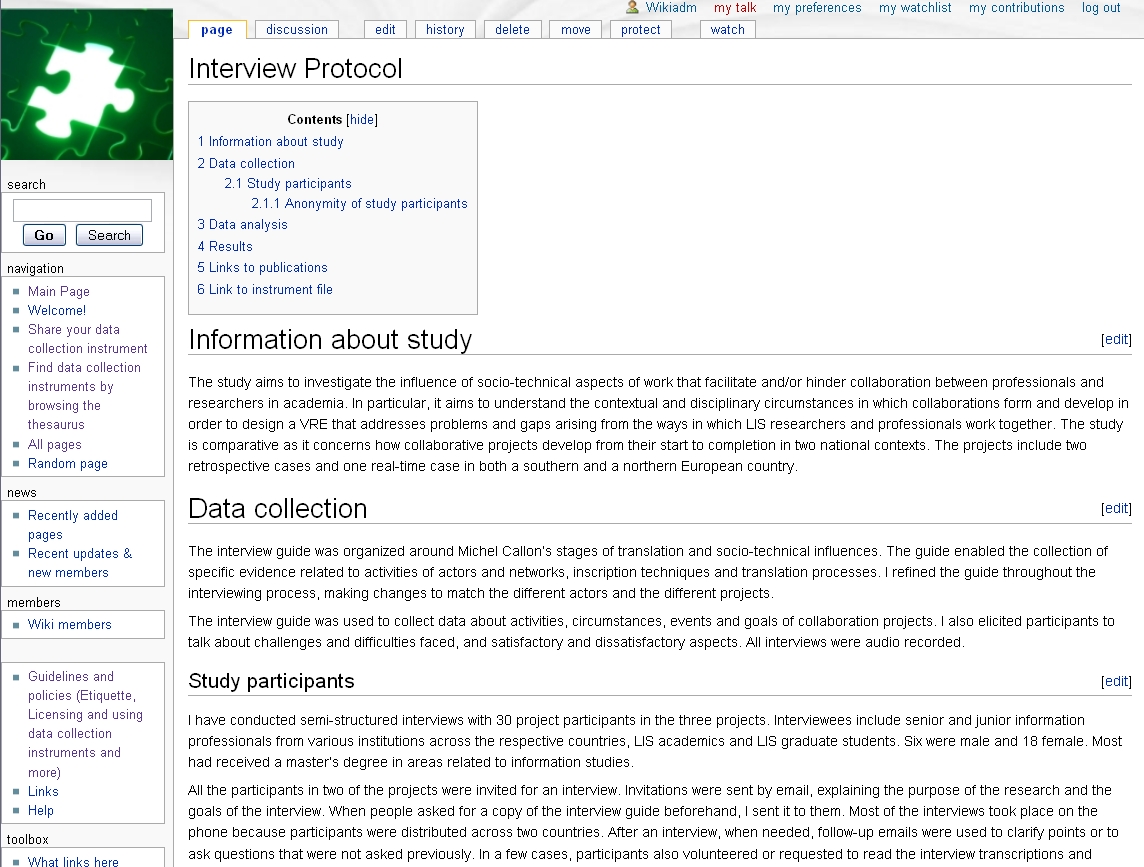 Wikiadm my talk my preferences my watchlist my contributions log out
page discussion edit history delete move protect watch
Interview Protocol
Contents [hide]
1 Information about study
2 Data collection
2.1 Study participants
2.1.1 Anonymity of study participants
3 Data analysis
4 Results
5 Links to publications
6 Link to instrument file
search
Go Search
navigation
Main Page
Welcome!
Share your data
collection instrument
Find data collection
instruments by
browsing the
thesaurus
All pages
Random page
news
Recently added
pages
Recent updates &
new members
members
Wiki members
Guidelines and
policies (Etiquette,
Licensing and using
data collection
instruments and
more)
Links
Help
toolbox
What links here
Information about study [edit]
The study aims to investigate the influence of socio-technical aspects of work that facilitate and/or hinder collaboration between professionals and
researchers in academia. In particular, it aims to understand the contextual and disciplinary circumstances in which collaborations form and develop in
order to design a VRE that addresses problems and gaps arising from the ways in which LIS researchers and professionals work together. The study
is comparative as it concerns how collaborative projects develop from their start to completion in two national contexts. The projects include two
retrospective cases and one real-time case in both a southern and a northern European country.
Data collection [edit]
The interview guide was organized around Michel Callon's stages of translation and socio-technical influences. The guide enabled the collection of
specific evidence related to activities of actors and networks, inscription techniques and translation processes. I refined the guide throughout the
interviewing process, making changes to match the different actors and the different projects.
The interview guide was used to collect data about activities, circumstances, events and goals of collaboration projects. I also elicited participants to
talk about challenges and difficulties faced, and satisfactory and dissatisfactory aspects. All interviews were audio recorded.
Study participants [edit]
I have conducted semi-structured interviews with 30 project participants in the three projects. Interviewees include senior and junior information
professionals from various institutions across the respective countries, LIS academics and LIS graduate students. Six were male and 18 female. Most
had received a master's degree in areas related to information studies.
All the participants in two of the projects were invited for an interview. Invitations were sent by email, explaining the purpose of the research and the
goals of the interview. When people asked for a copy of the interview guide beforehand, I sent it to them. Most of the interviews took place on the
phone because participants were distributed across two countries. After an interview, when needed, follow-up emails were used to clarify points or to
ask questions that were not asked previously. In a few cases, participants also volunteered or requested to read the interview transcriptions and